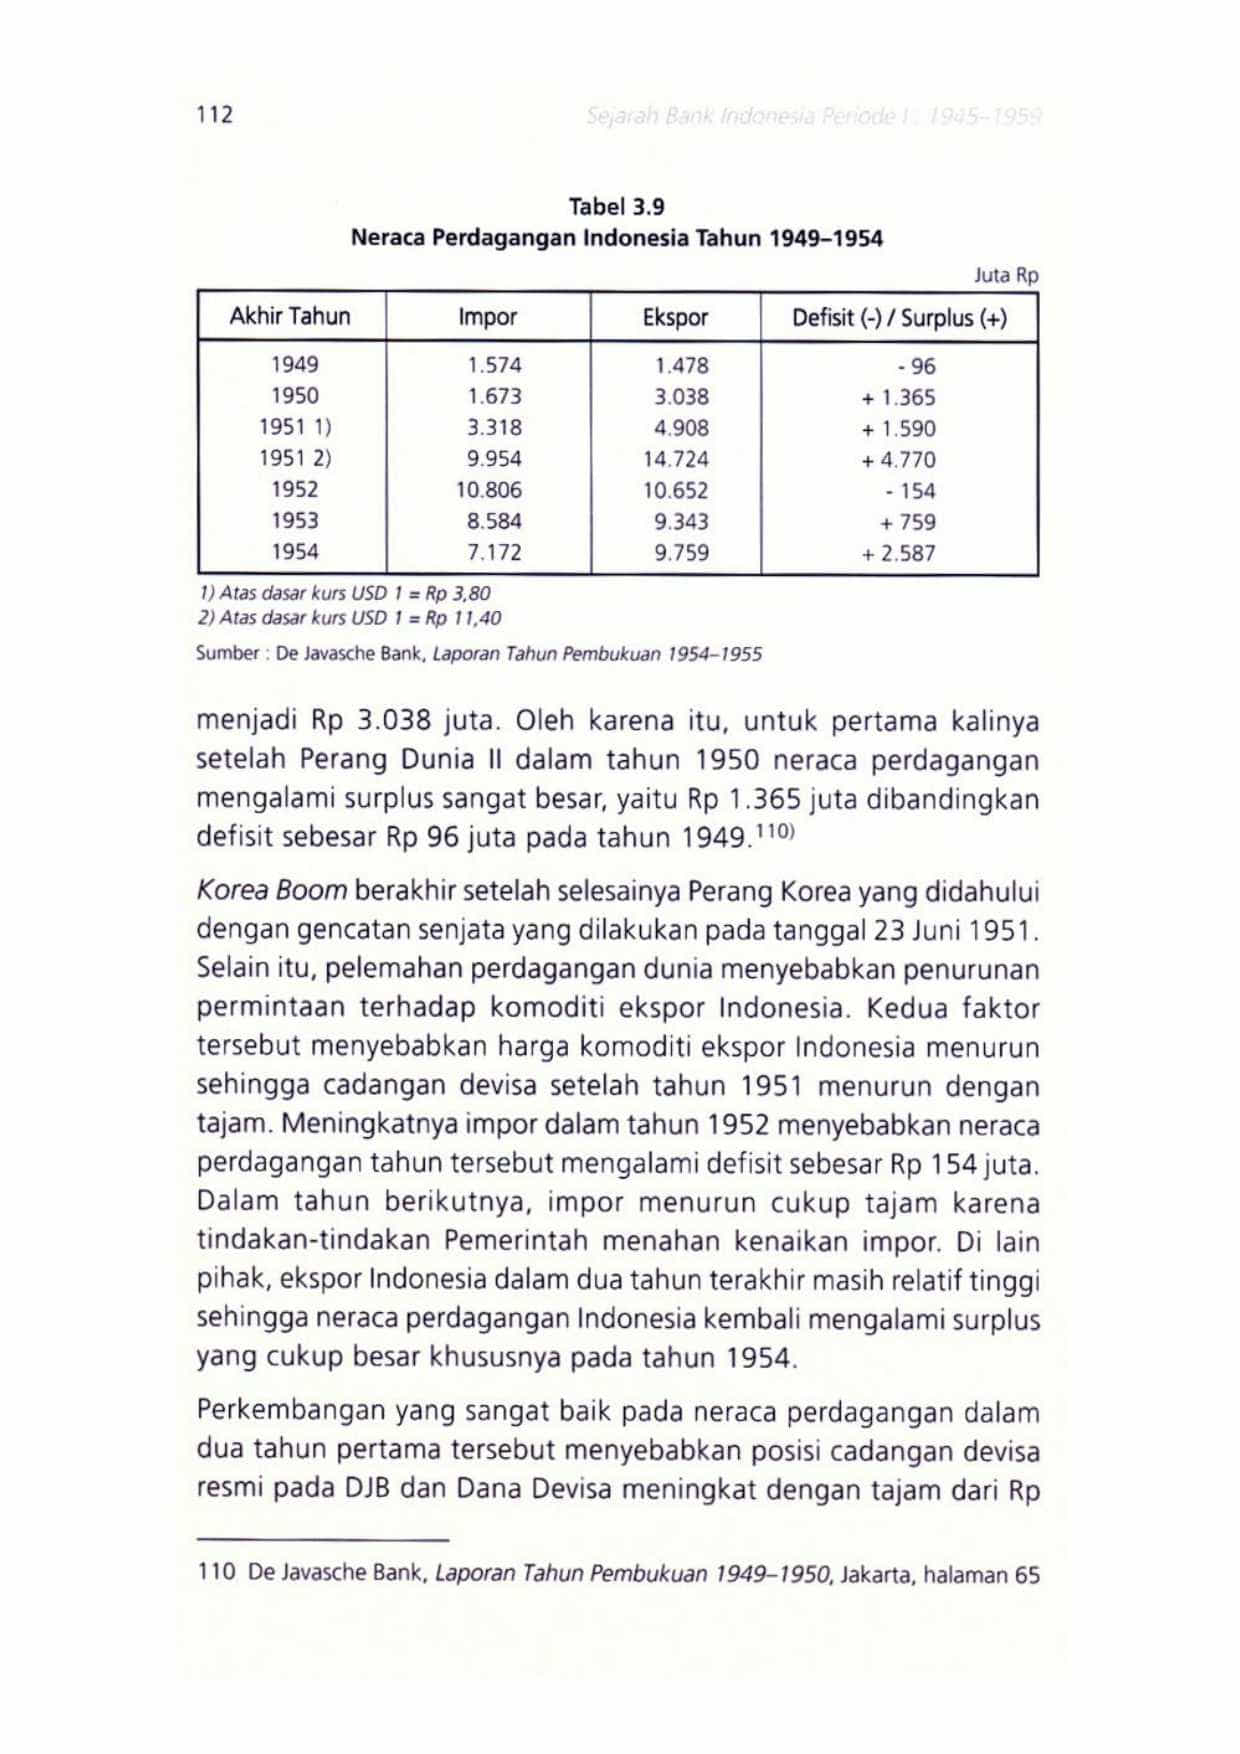 112 Sejarah Bank Indonesia Periode I : 1945–1959
Tabel 3.9
Neraca Perdagangan Indonesia Tahun 1949–1954
Juta Rp
Akhir Tahun Impor Ekspor Defisit (-) / Surplus (+)
1949 1.574 1.478 - 96
1950 1.673 3.038 + 1.365
1951 1) 3.318 4.908 + 1.590
1951 2) 9.954 14.724 + 4.770
1952 10.806 10.652 - 154
1953 8.584 9.343 + 759
1954 7.172 9.759 + 2.587
1) Atas dasar kurs USD 1 = Rp 3,80
2) Atas dasar kurs USD 1 = Rp 11,40
Sumber : De Javasche Bank, Laporan Tahun Pembukuan 1954–1955
menjadi Rp 3.038 juta. Oleh karena itu, untuk pertama kalinya
setelah Perang Dunia II dalam tahun 1950 neraca perdagangan
mengalami surplus sangat besar, yaitu Rp 1.365 juta dibandingkan
defisit sebesar Rp 96 juta pada tahun 1949.110)
Korea Boom berakhir setelah selesainya Perang Korea yang didahului
dengan gencatan senjata yang dilakukan pada tanggal 23 Juni 1951.
Selain itu, pelemahan perdagangan dunia menyebabkan penurunan
permintaan terhadap komoditi ekspor Indonesia. Kedua faktor
tersebut menyebabkan harga komoditi ekspor Indonesia menurun
sehingga cadangan devisa setelah tahun 1951 menurun dengan
tajam. Meningkatnya impor dalam tahun 1952 menyebabkan neraca
perdagangan tahun tersebut mengalami defisit sebesar Rp 154 juta.
Dalam tahun berikutnya, impor menurun cukup tajam karena
tindakan-tindakan Pemerintah menahan kenaikan impor. Di lain
pihak, ekspor Indonesia dalam dua tahun terakhir masih relatif tinggi
sehingga neraca perdagangan Indonesia kembali mengalami surplus
yang cukup besar khususnya pada tahun 1954.
Perkembangan yang sangat baik pada neraca perdagangan dalam
dua tahun pertama tersebut menyebabkan posisi cadangan devisa
resmi pada DJB dan Dana Devisa meningkat dengan tajam dari Rp
110 De Javasche Bank, Laporan Tahun Pembukuan 1949–1950, Jakarta, halaman 65